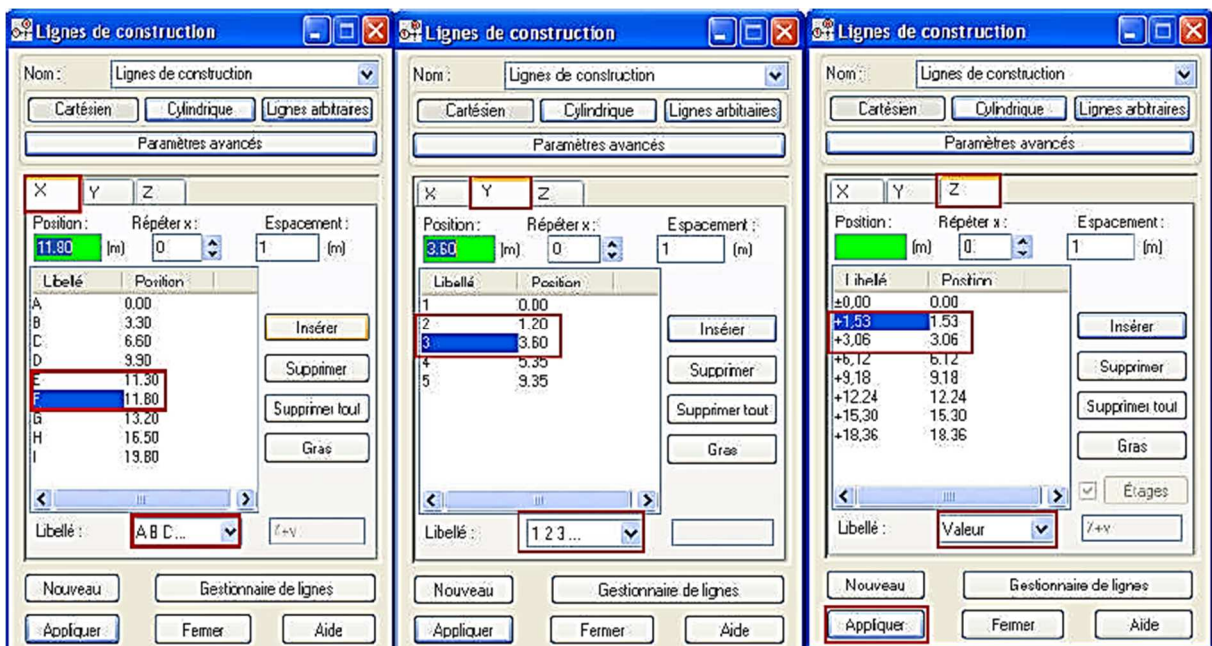 Lignes de construction
Nom :
Lignes de construction
Cartésien
Cylindrique
Lignes arbitraires
Paramètres avancés
X
Y
Z
Position :
Répéter x :
Espacement :
11.80
(m)
0
1
(m)
Libellé
Position
A
0.00
B
3.30
C
6.60
D
9.90
E
11.30
F
11.80
G
13.20
H
16.50
I
19.80
Insérer
Supprimer
Supprimer tout
Gras
Libellé :
A B C...
%+v
Nouveau
Gestionnaire de lignes
Appliquer
Fermer
Aide
Lignes de construction
Nom :
Lignes de construction
Cartésien
Cylindrique
Lignes arbitraires
Paramètres avancés
X
Y
Z
Position :
Répéter x :
Espacement :
3.60
(m)
0
1
(m)
Libellé
Position
1
0.00
2
1.20
3
3.60
4
5.35
5
9.35
Insérer
Supprimer
Supprimer tout
Gras
Libellé :
1 2 3...
Nouveau
Gestionnaire de lignes
Appliquer
Fermer
Aide
Lignes de construction
Nom :
Lignes de construction
Cartésien
Cylindrique
Lignes arbitraires
Paramètres avancés
X
Y
Z
Position :
Répéter x :
Espacement :
(m)
0
1
(m)
Libellé
Position
±0,00
0.00
+1,53
1.53
+3,06
3.06
+6,12
6.12
+9,18
9.18
+12,24
12.24
+15,30
15.30
+18,36
18.36
Insérer
Supprimer
Supprimer tout
Gras
Étages
Libellé :
Valeur
%+v
Nouveau
Gestionnaire de lignes
Appliquer
Fermer
Aide